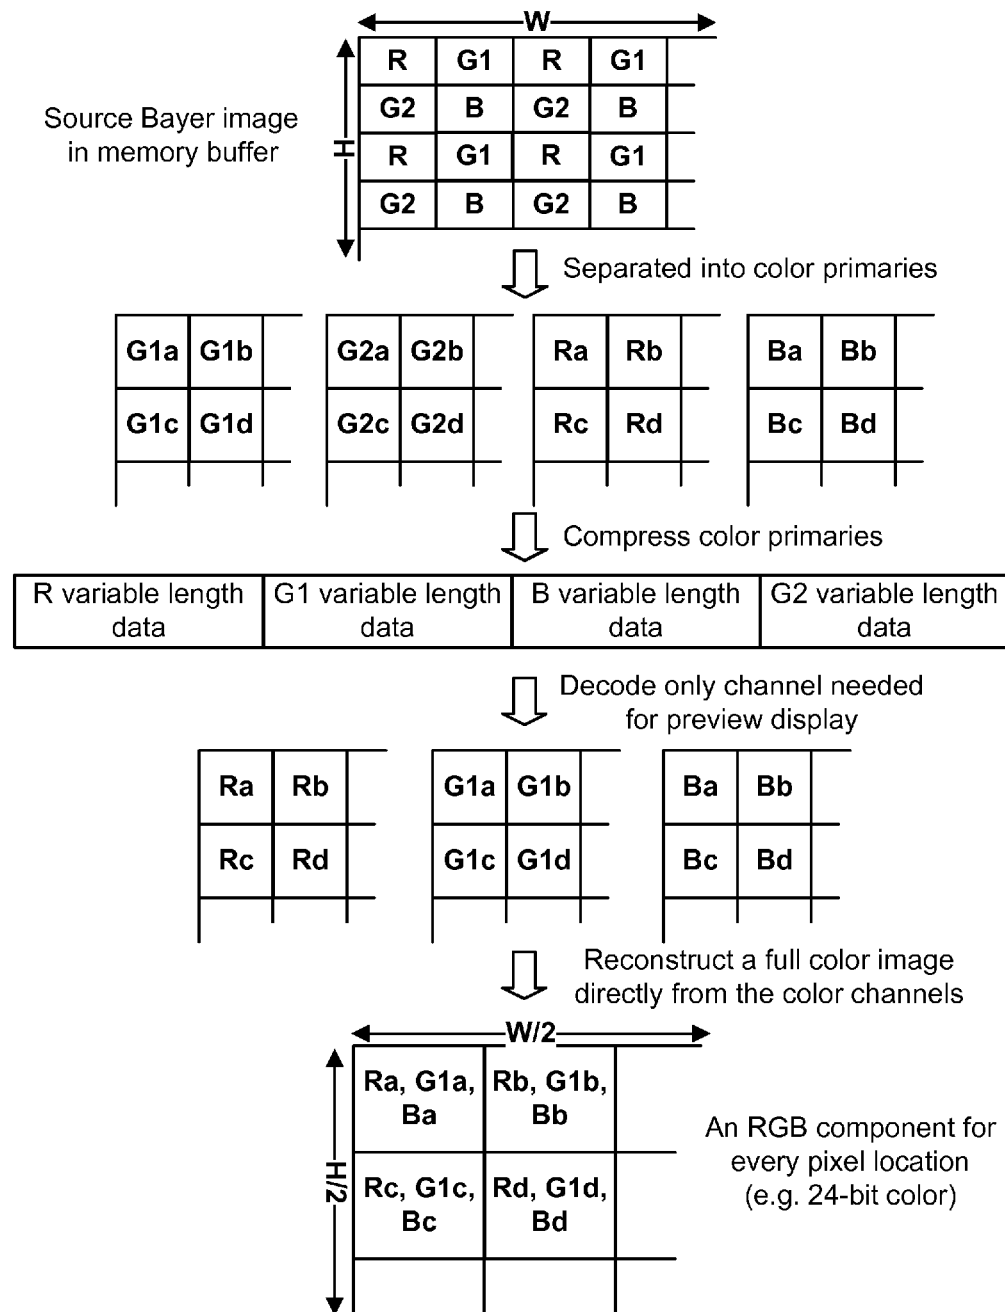 W
R G1 R G1
G2 B G2 B
R G1 R G1
G2 B G2 B
H
Source Bayer image
in memory buffer
Separated into color primaries
G1a G1b G2a G2b Ra Rb Ba Bb
G1c G1d G2c G2d Rc Rd Bc Bd
Compress color primaries
R variable length
data
G1 variable length
data
B variable length
data
G2 variable length
data
Decode only channel needed
for preview display
Ra Rb G1a G1b Ba Bb
Rc Rd G1c G1d Bc Bd
Reconstruct a full color image
directly from the color channels
W/2
H/2
Ra, G1a,
Ba
Rb, G1b,
Bb
Rc, G1c,
Bc
Rd, G1d,
Bd
An RGB component for
every pixel location
(e.g. 24-bit color)